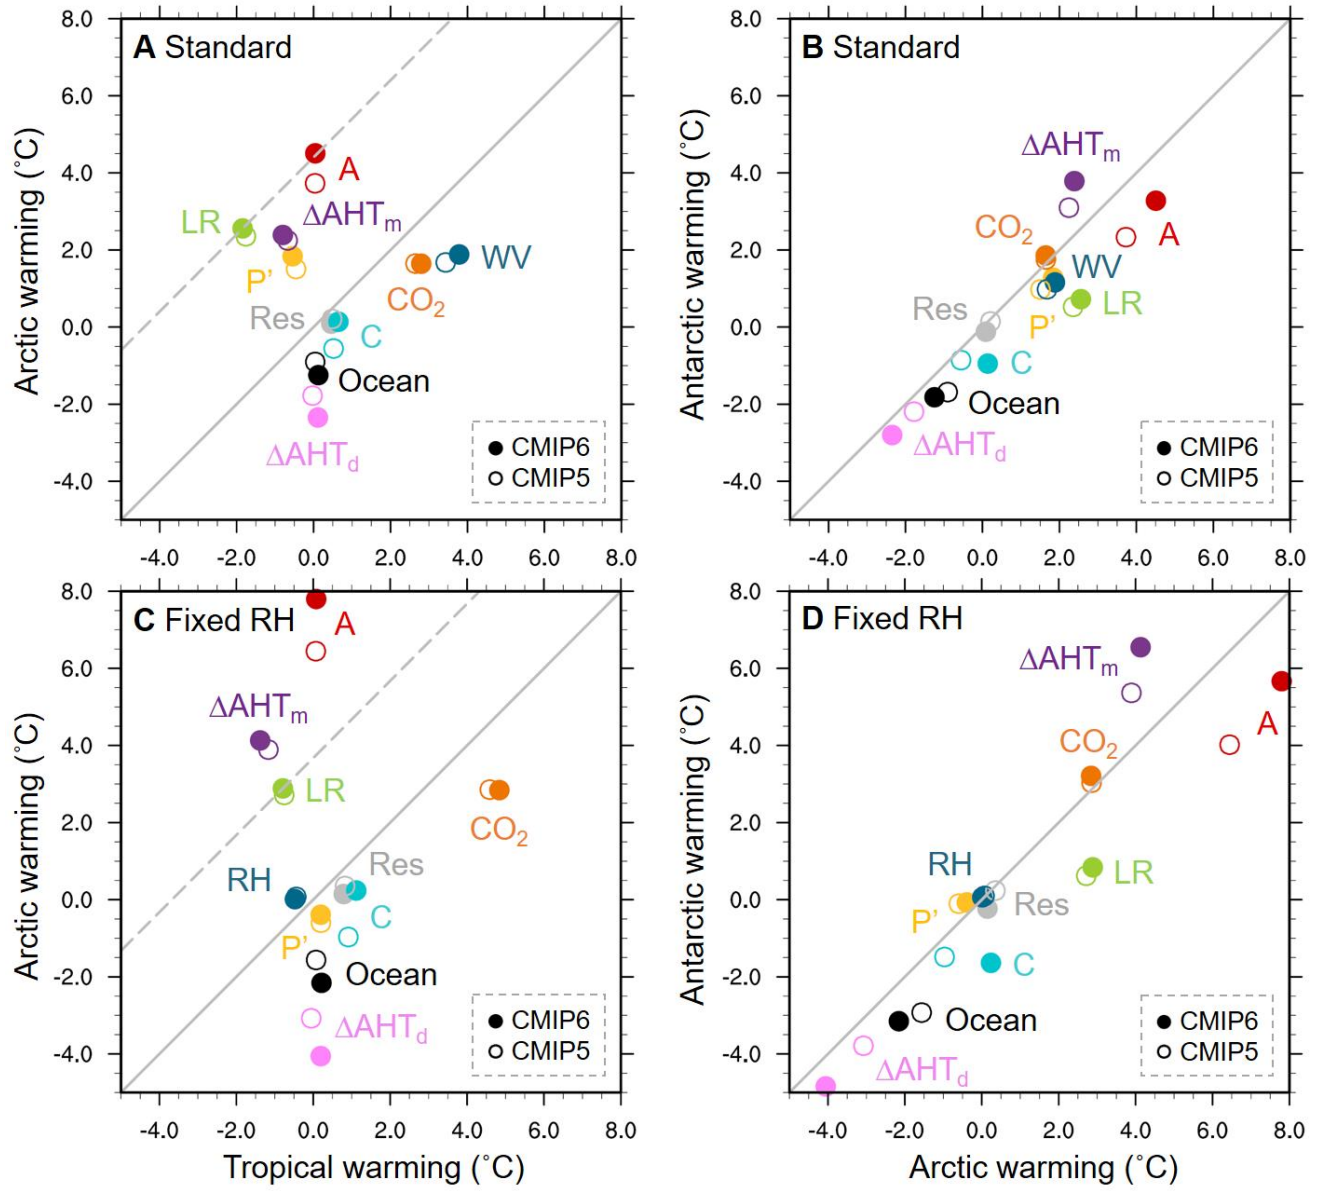 A Standard
8.0
6.0
4.0
2.0
0.0
-2.0
-4.0
Arctic warming (˚C)
A
LR
ΔAHTm
P'
WV
CO2
Res
C
Ocean
ΔAHTd
CMIP6
CMIP5
-4.0 -2.0 0.0 2.0 4.0 6.0 8.0
B Standard
8.0
6.0
4.0
2.0
0.0
-2.0
-4.0
Antarctic warming (˚C)
ΔAHTm
CO2
A
WV
LR
Res
P'
C
Ocean
ΔAHTd
CMIP6
CMIP5
-4.0 -2.0 0.0 2.0 4.0 6.0 8.0
C Fixed RH
8.0
6.0
4.0
2.0
0.0
-2.0
-4.0
Arctic warming (˚C)
A
ΔAHTm
LR
CO2
RH
Res
C
P'
Ocean
ΔAHTd
CMIP6
CMIP5
-4.0 -2.0 0.0 2.0 4.0 6.0 8.0
Tropical warming (˚C)
D Fixed RH
8.0
6.0
4.0
2.0
0.0
-2.0
-4.0
Antarctic warming (˚C)
ΔAHTm
A
CO2
RH
LR
Res
P'
C
Ocean
ΔAHTd
CMIP6
CMIP5
-4.0 -2.0 0.0 2.0 4.0 6.0 8.0
Arctic warming (˚C)